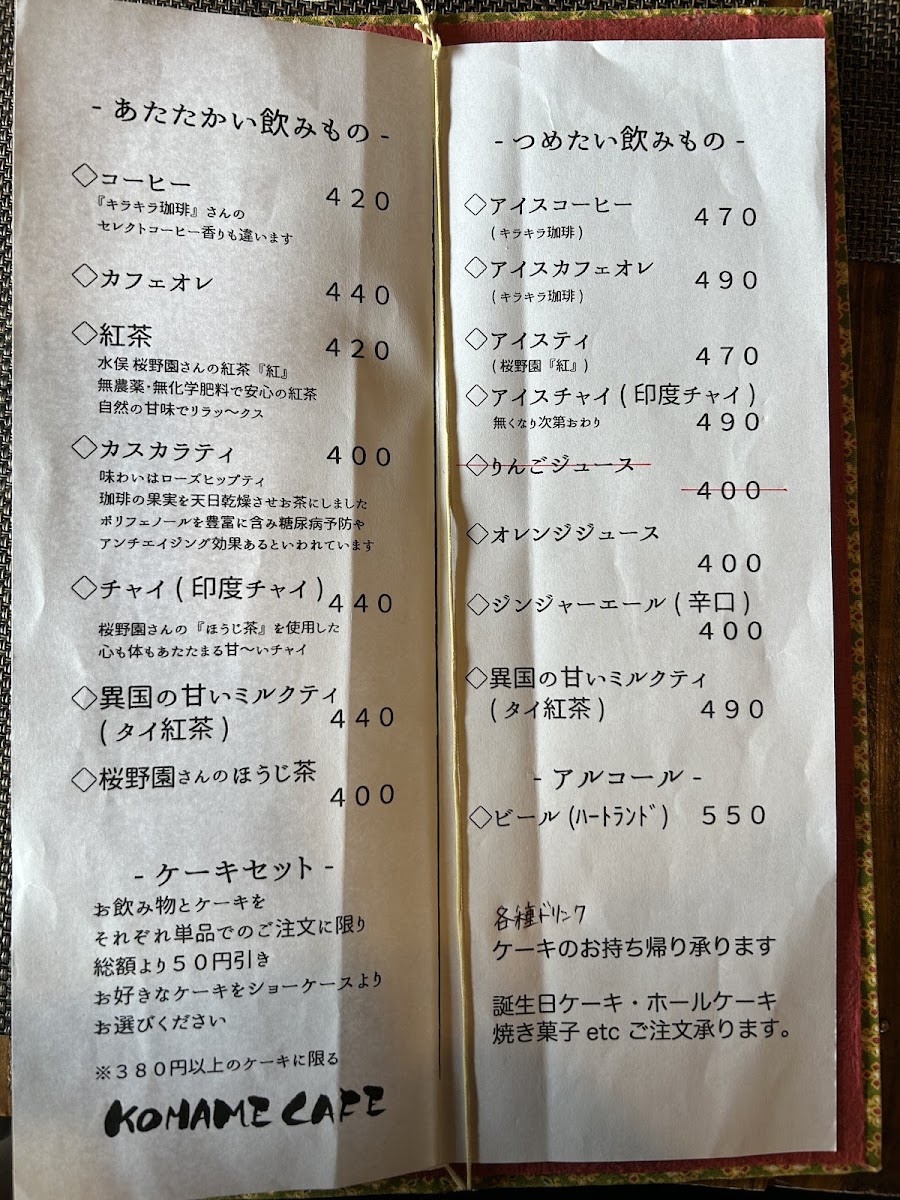 - あたたかい飲みもの -
◇コーヒー 420
『キラキラ珈琲』さんの
セレクトコーヒー香りも違います
◇カフェオレ 440
◇紅茶 420
水俣 桜野園さんの紅茶『紅』
無農薬・無化学肥料で安心の紅茶
自然の甘味でリラッ〜クス
◇カスカラティ 400
味わいはローズヒップティ
珈琲の果実を天日乾燥させお茶にしました
ポリフェノールを豊富に含み糖尿病予防や
アンチエイジング効果あるといわれています
◇チャイ ( 印度チャイ ) 440
桜野園さんの『ほうじ茶』を使用した
心も体もあたたまる甘〜いチャイ
◇異国の甘いミルクティ
( タイ紅茶 ) 440
◇桜野園さんのほうじ茶
400
- ケーキセット -
お飲み物とケーキを
それぞれ単品でのご注文に限り
総額より50円引き
お好きなケーキをショーケースより
お選びください
※380円以上のケーキに限る
KOMAME CAFE
- つめたい飲みもの -
◇アイスコーヒー 470
( キラキラ珈琲 )
◇アイスカフェオレ 490
( キラキラ珈琲 )
◇アイスティ
( 桜野園『紅』) 470
◇アイスチャイ ( 印度チャイ )
無くなり次第おわり 490
◇りんごジュース
400
◇オレンジジュース
400
◇ジンジャーエール ( 辛口 )
400
◇異国の甘いミルクティ
( タイ紅茶 ) 490
- アルコール -
◇ビール (ﾊｰﾄﾗﾝﾄﾞ) 550
各種ドリンク
ケーキのお持ち帰り承ります
誕生日ケーキ・ホールケーキ
焼き菓子 etc ご注文承ります。